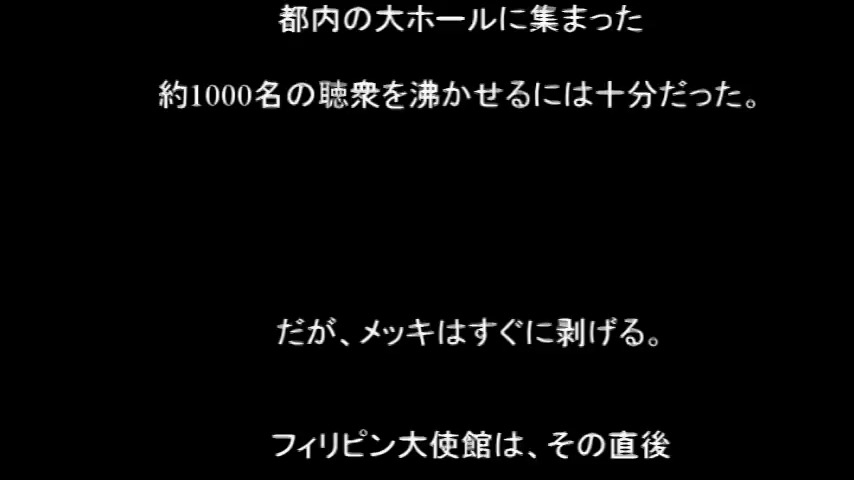 都内の大ホールに集まった
約1000名の聴衆を沸かせるには十分だった。
だが、メッキはすぐに剥げる。
フィリピン大使館は、その直後